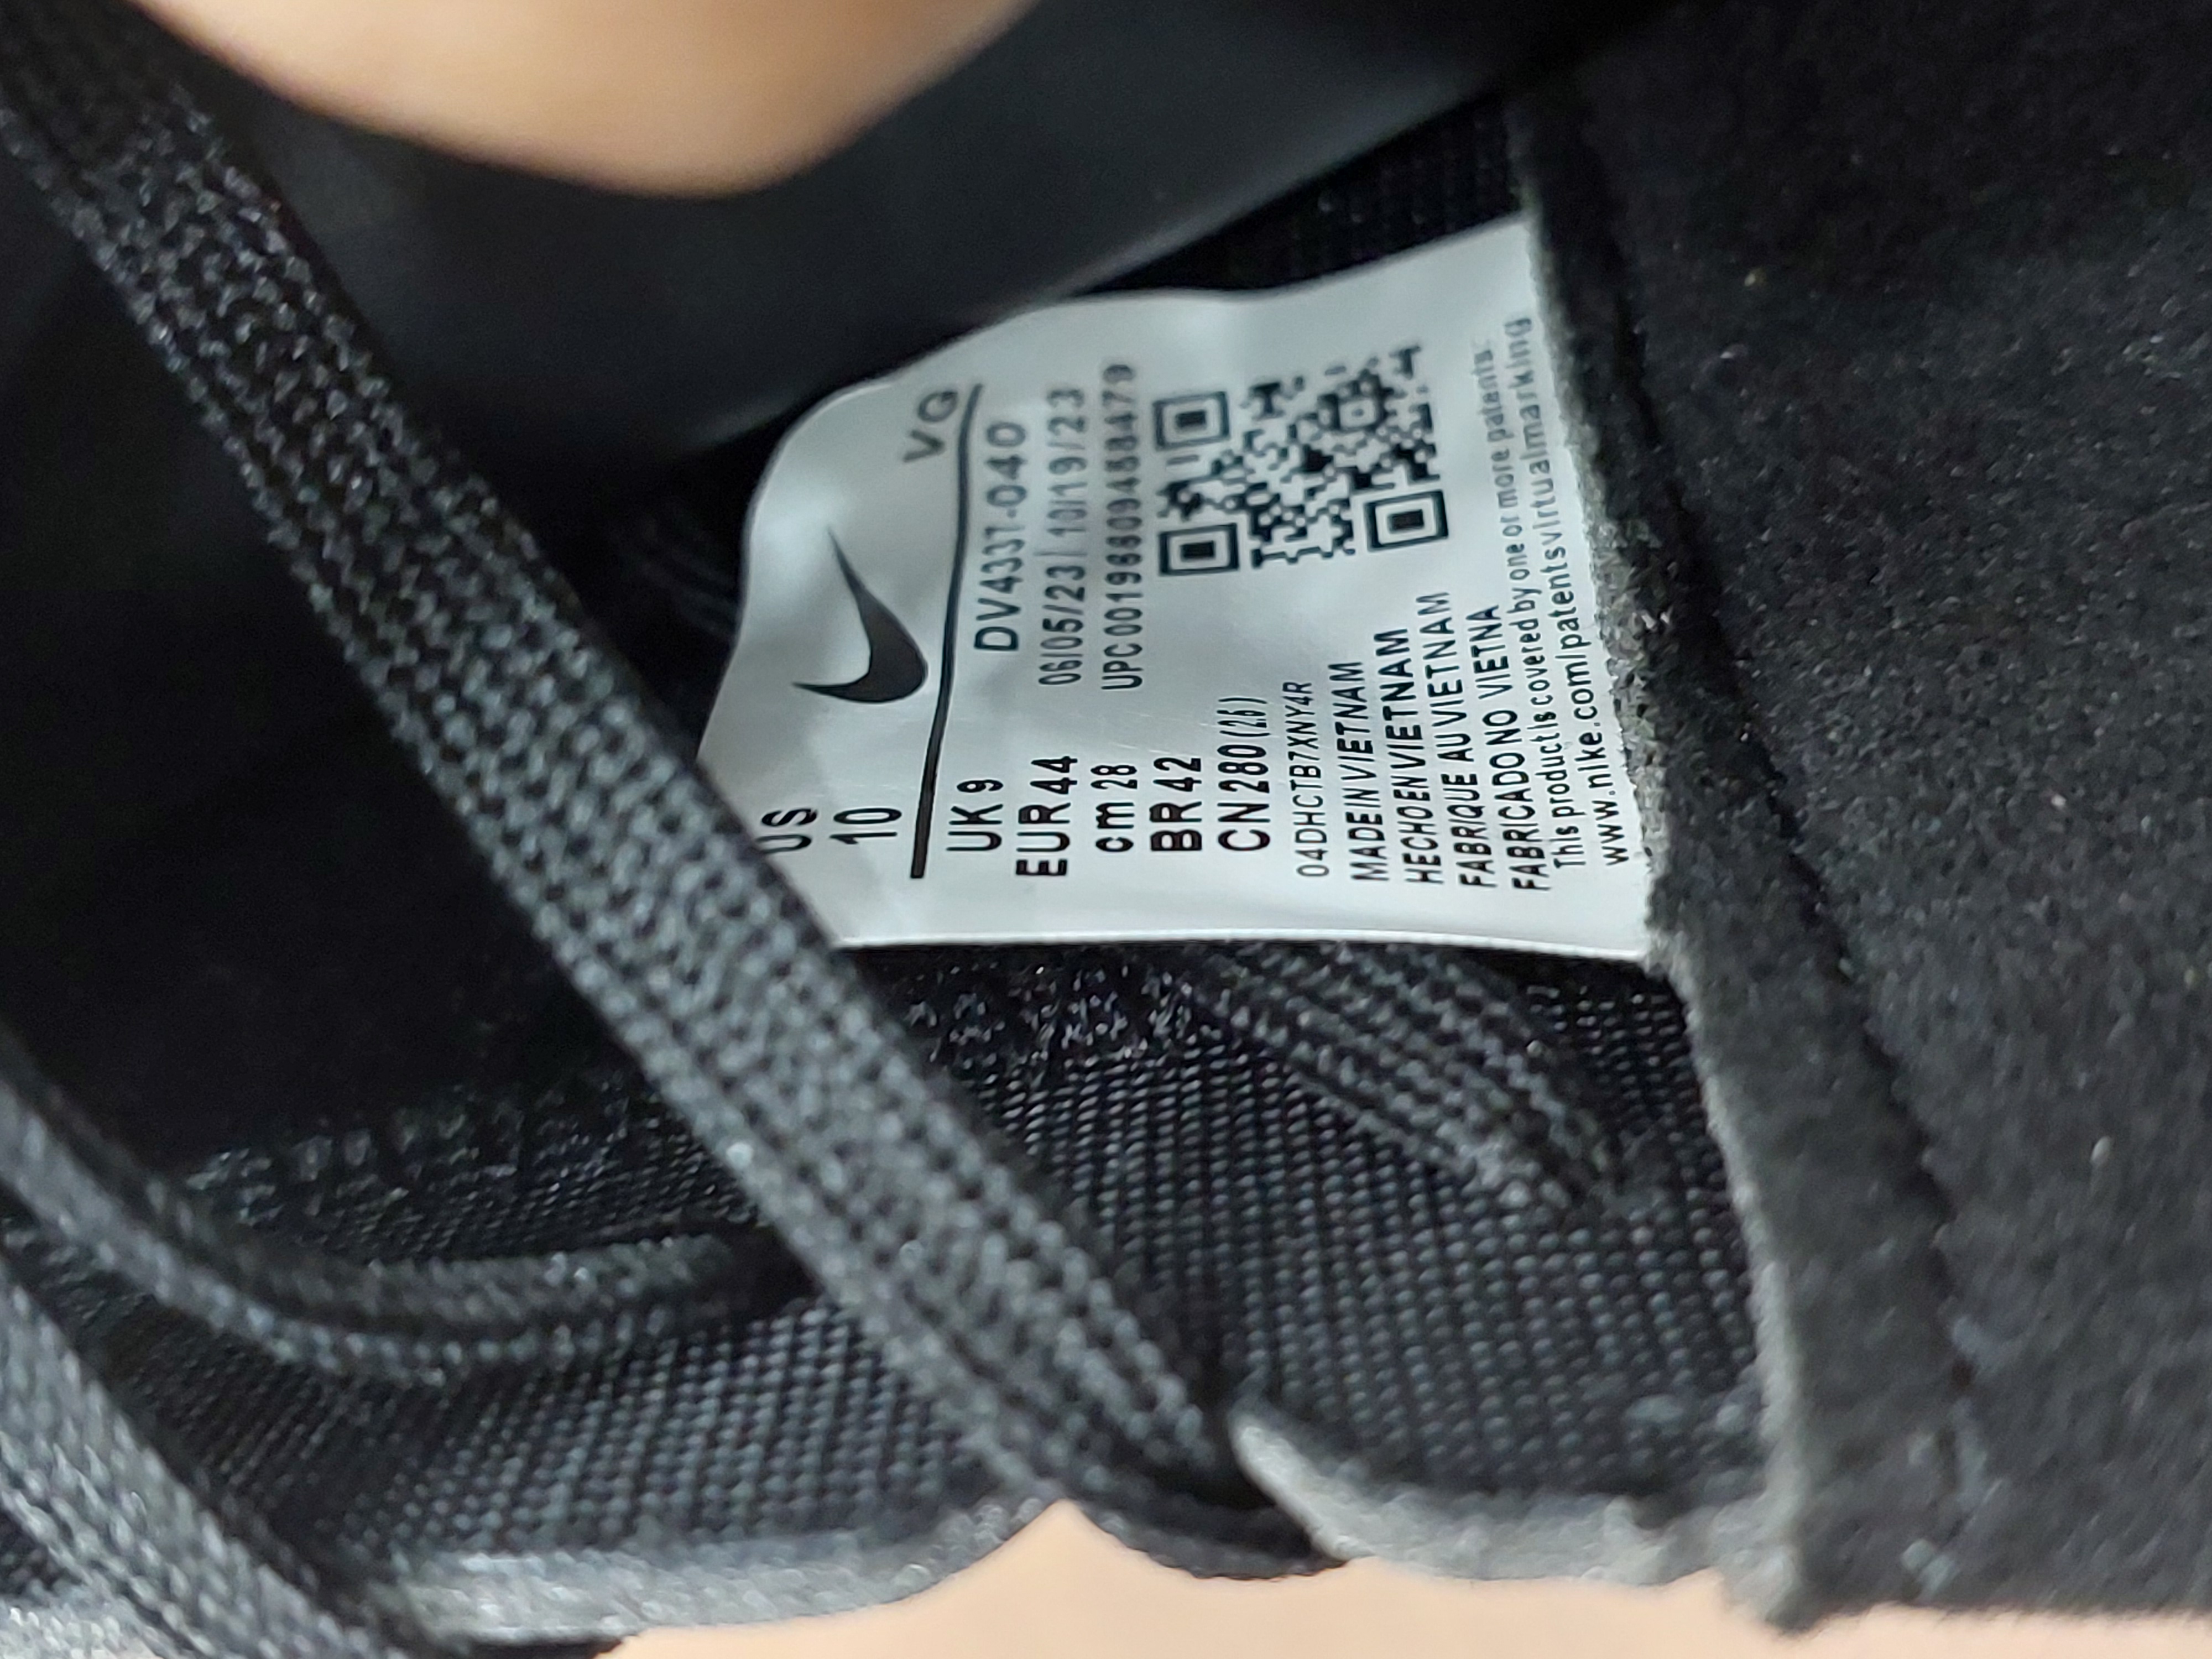 US
10
VG
UK 9
DV4337-040
EUR 44
06/05/23 | 10/19/23
cm 28
BR 42
CN 280 (2.5)
04DHCTB7XNY4R
MADE IN VIETNAM
HECHO EN VIETNAM
FABRIQUE AU VIETNAM
FABRICADO NO VIETNA
This product is covered by one or more patents:
www.nike.com/patentsvirtualmarking